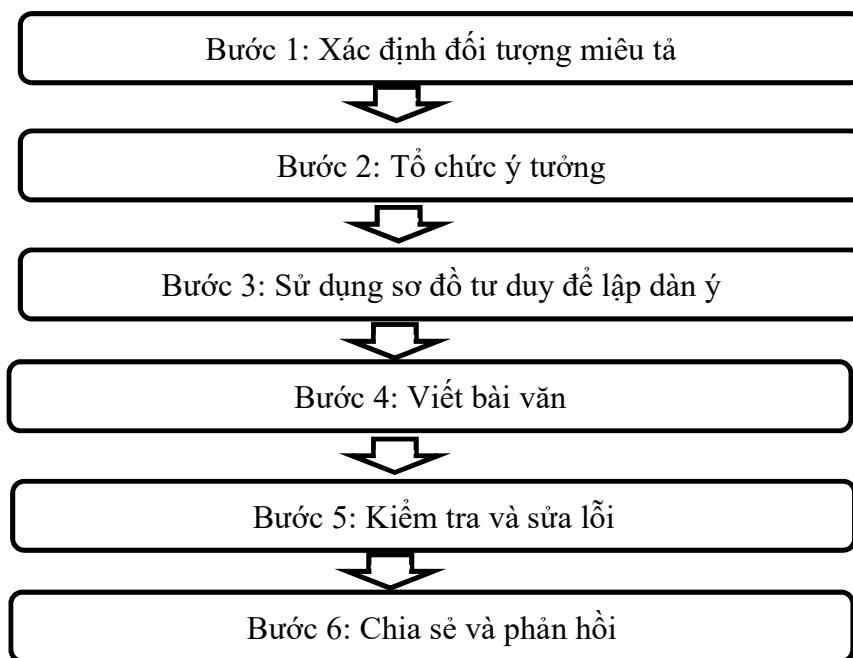 Bước 1: Xác định đối tượng miêu tả
Bước 2: Tổ chức ý tưởng
Bước 3: Sử dụng sơ đồ tư duy để lập dàn ý
Bước 4: Viết bài văn
Bước 5: Kiểm tra và sửa lỗi
Bước 6: Chia sẻ và phản hồi